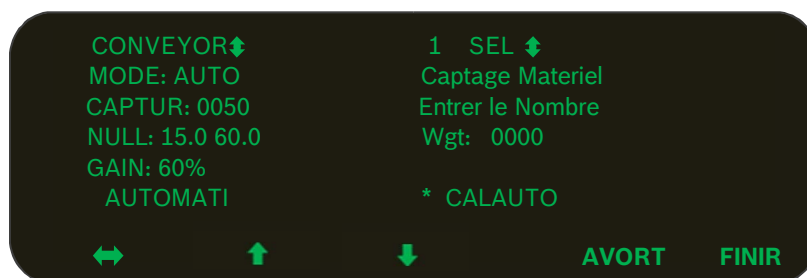 CONVEYOR⬍ 1 SEL ⬍
MODE: AUTO Captage Materiel
CAPTUR: 0050 Entrer le Nombre
NULL: 15.0 60.0 Wgt: 0000
GAIN: 60%
AUTOMATI * CALAUTO
AVORT FINIR